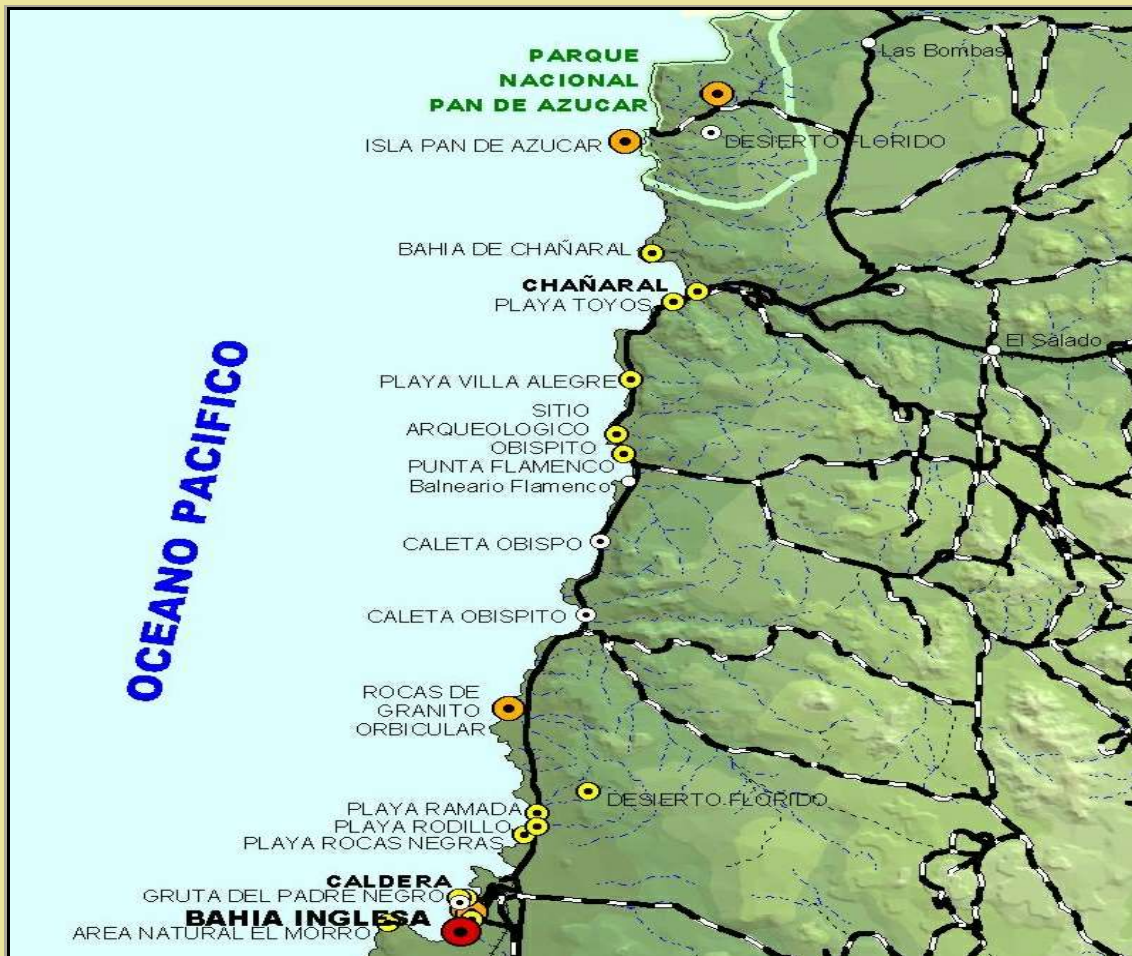 PARQUE
NACIONAL
PAN DE AZUCAR
Las Bombas
ISLA PAN DE AZUCAR
DESIERTO FLORIDO
BAHIA DE CHAÑARAL
CHAÑARAL
PLAYA TOYOS
El Salado
OCEANO PACIFICO
PLAYA VILLA ALEGRE
SITIO
ARQUEOLOGICO
OBISPITO
PUNTA FLAMENCO
Balneario Flamenco
CALETA OBISPO
CALETA OBISPITO
ROCAS DE
GRANITO
ORBICULAR
DESIERTO FLORIDO
PLAYA RAMADA
PLAYA RODILLO
PLAYA ROCAS NEGRAS
CALDERA
GRUTA DEL PADRE NEGRO
BAHIA INGLESA
AREA NATURAL EL MORRO